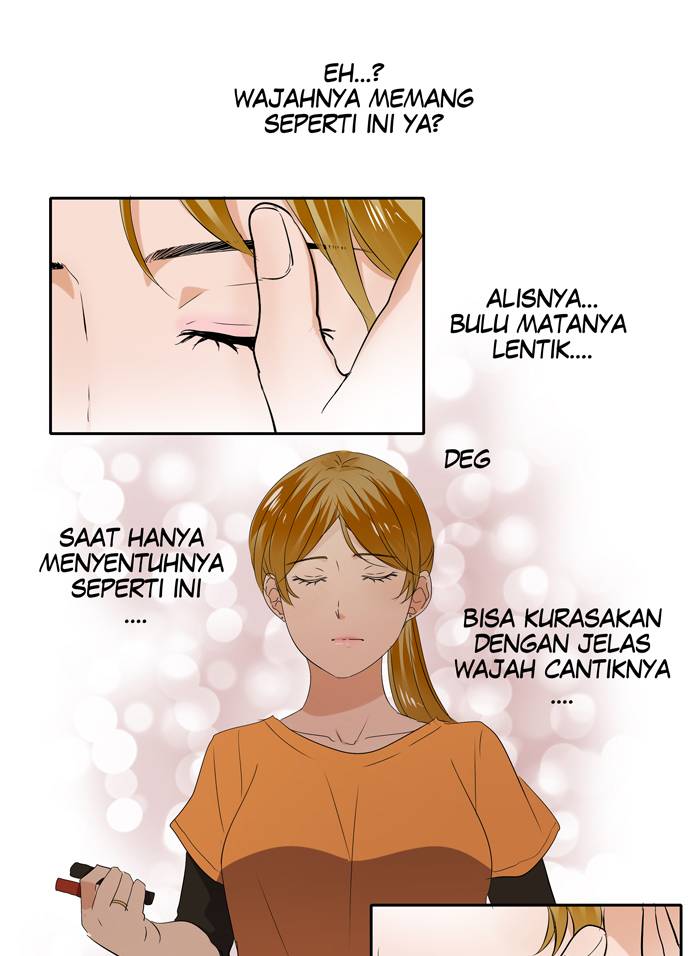 EH...?
WAJAHNYA MEMANG
SEPERTI INI YA?
ALISNYA...
BULU MATANYA
LENTIK....
DEG
SAAT HANYA
MENYENTUHNYA
SEPERTI INI
....
BISA KURASAKAN
DENGAN JELAS
WAJAH CANTIKNYA
....